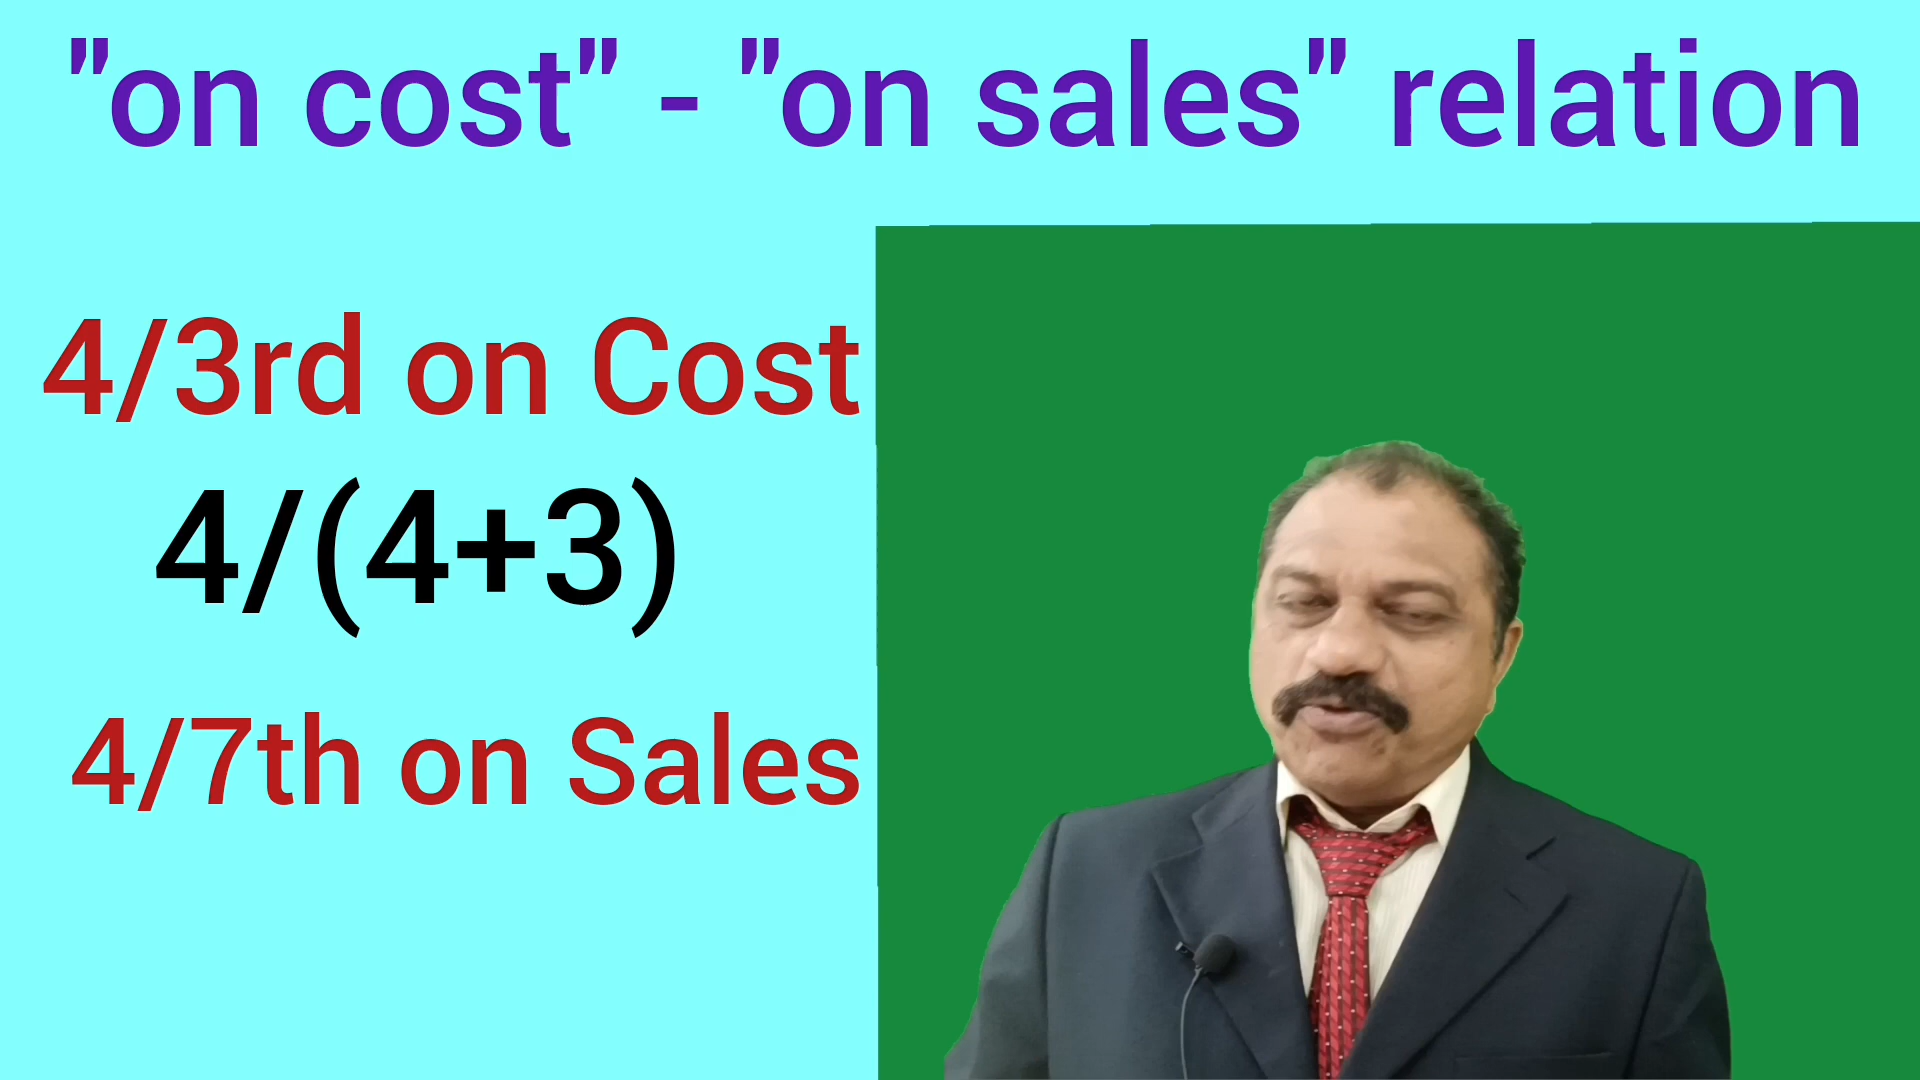 "on cost" - "on sales" relation
4/3rd on Cost
4/(4+3)
4/7th on Sales